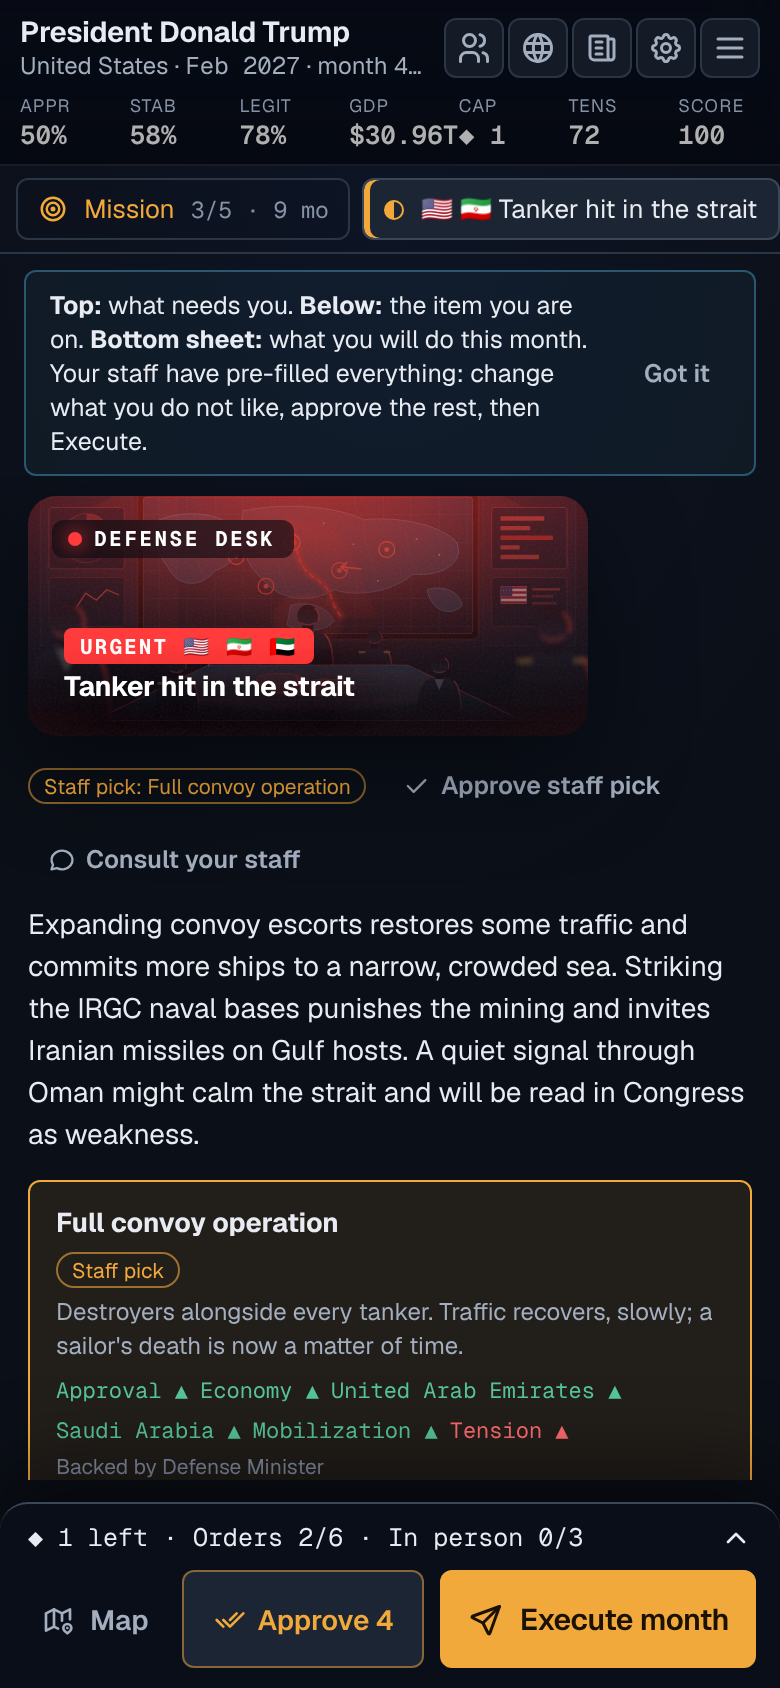 President Donald Trump
United States · Feb 2027 · month 4...
APPR STAB LEGIT GDP CAP TENS SCORE
50% 58% 78% $30.96T◆ 1 72 100
Mission 3/5 · 9 mo
🇺🇸 🇮🇷 Tanker hit in the strait
Top: what needs you. Below: the item you are
on. Bottom sheet: what you will do this month.
Your staff have pre-filled everything: change
what you do not like, approve the rest, then
Execute.
Got it
DEFENSE DESK
URGENT 🇺🇸 🇮🇷 🇦🇪
Tanker hit in the strait
Staff pick: Full convoy operation
Approve staff pick
Consult your staff
Expanding convoy escorts restores some traffic and
commits more ships to a narrow, crowded sea. Striking
the IRGC naval bases punishes the mining and invites
Iranian missiles on Gulf hosts. A quiet signal through
Oman might calm the strait and will be read in Congress
as weakness.
Full convoy operation
Staff pick
Destroyers alongside every tanker. Traffic recovers, slowly; a
sailor's death is now a matter of time.
Approval ▲ Economy ▲ United Arab Emirates ▲
Saudi Arabia ▲ Mobilization ▲ Tension ▲
Backed by Defense Minister
◆ 1 left · Orders 2/6 · In person 0/3
Map
Approve 4
Execute month